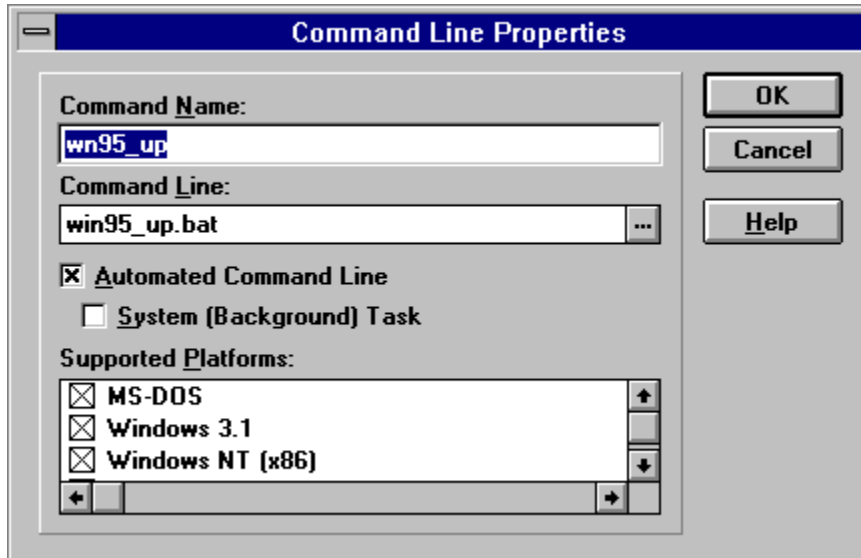 Command Line Properties
Command Name:
wn95_up
Command Line:
win95_up.bat ...
Automated Command Line
System (Background) Task
Supported Platforms:
MS-DOS
Windows 3.1
Windows NT (x86)
OK
Cancel
Help